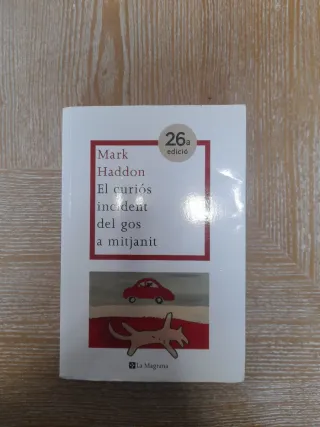 26a
edició
Mark
Haddon
El curiós
incident
del gos
a mitjanit
La Magrana